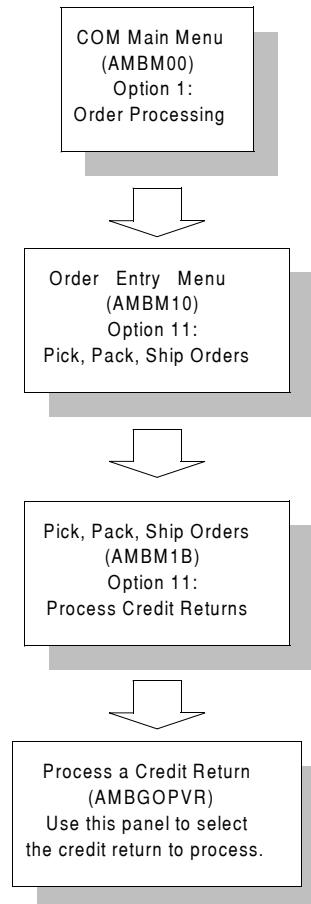 COM Main Menu
(AMBM00)
Option 1:
Order Processing
Order Entry Menu
(AMBM10)
Option 11:
Pick, Pack, Ship Orders
Pick, Pack, Ship Orders
(AMBM1B)
Option 11:
Process Credit Returns
Process a Credit Return
(AMBGOPVR)
Use this panel to select
the credit return to process.